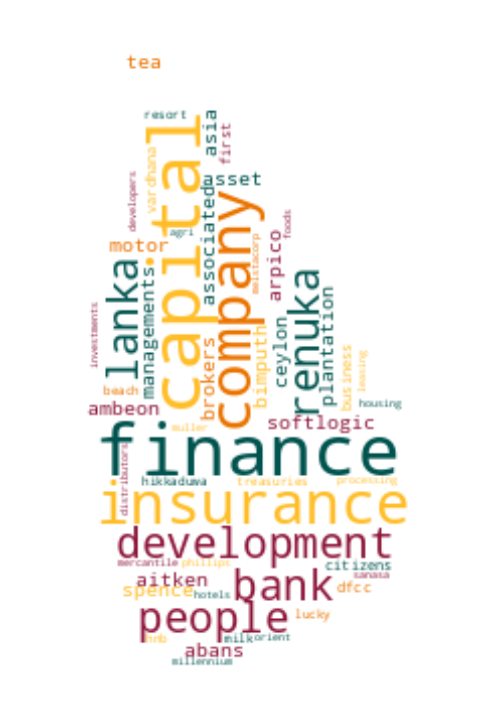 tea
resort
asia
first
capital
vardhana
developers
asset
associated
company
agri
foods
motor
meistacorp
arpico
lanka
managements
renuka
plantation
investments
ceylon
bimputh
brokers
business
leasing
beach
housing
ambeon
softlogic
muller
finance
distributors
hikkaduwa
treasuries
processing
insurance
development
mercantile
phillips
citizens
sanasa
aitken
bank
dfcc
spence
hotels
people
lucky
hnb
milk
orient
abans
millennium